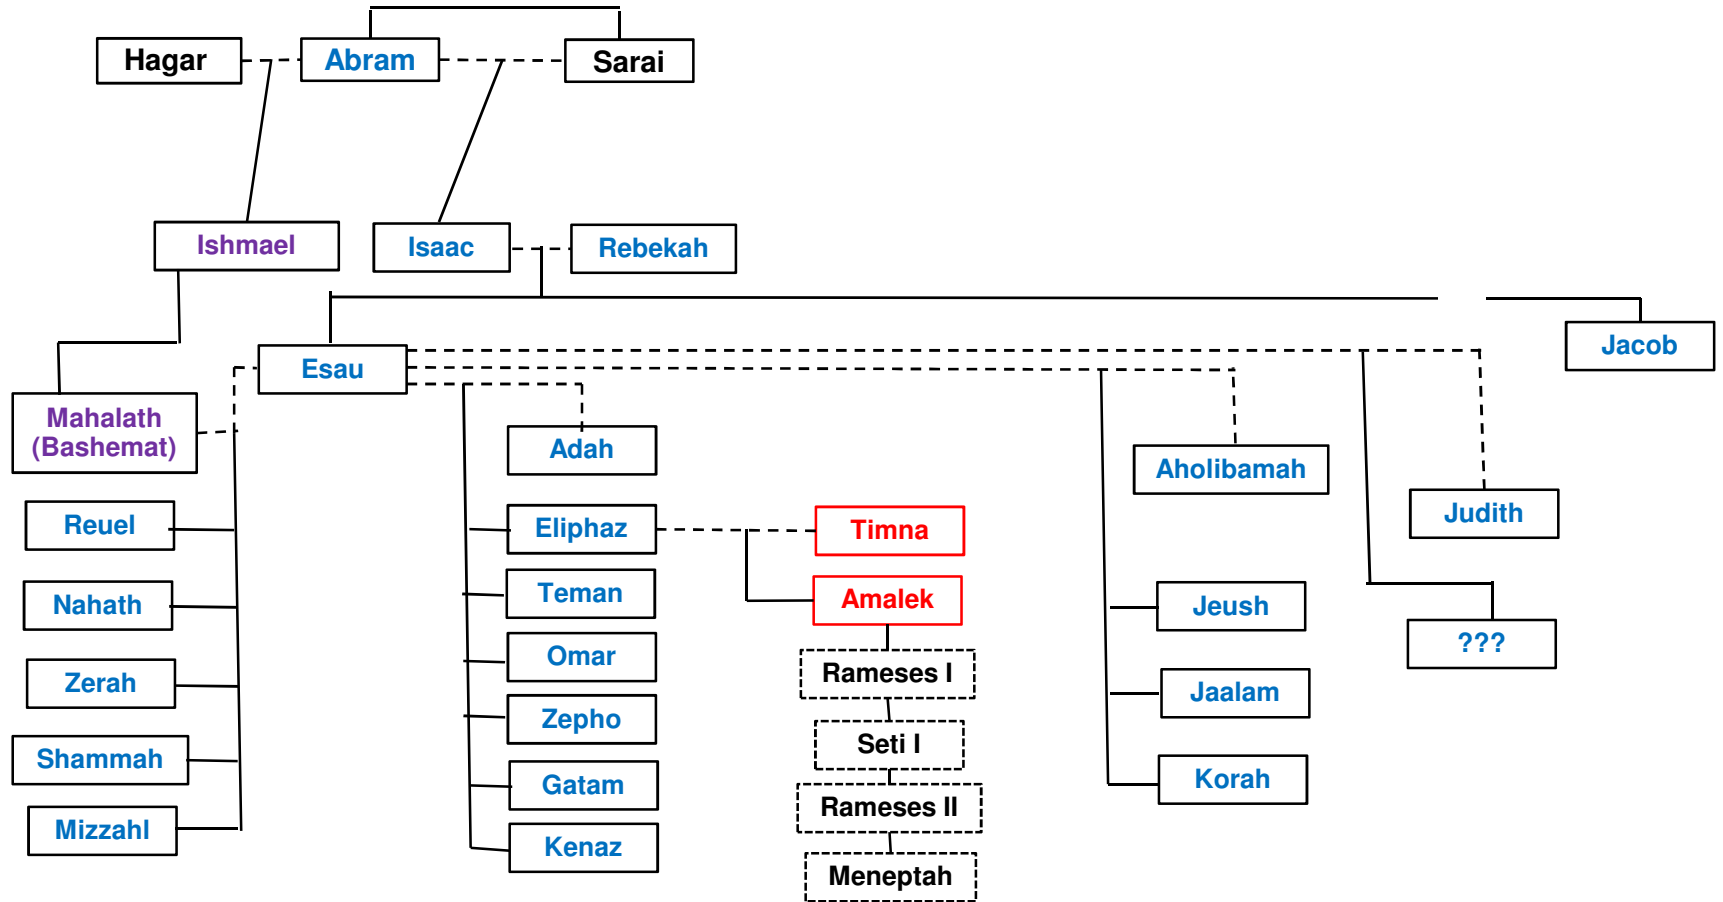 Hagar
Abram
Sarai
Ishmael
Isaac
Rebekah
Esau
Jacob
Mahalath
(Bashemat)
Adah
Aholibamah
Judith
Reuel
Eliphaz
Timna
Nahath
Teman
Amalek
Jeush
???
Zerah
Omar
Rameses I
Jaalam
Shammah
Zepho
Seti I
Korah
Mizzahl
Gatam
Rameses II
Kenaz
Meneptah